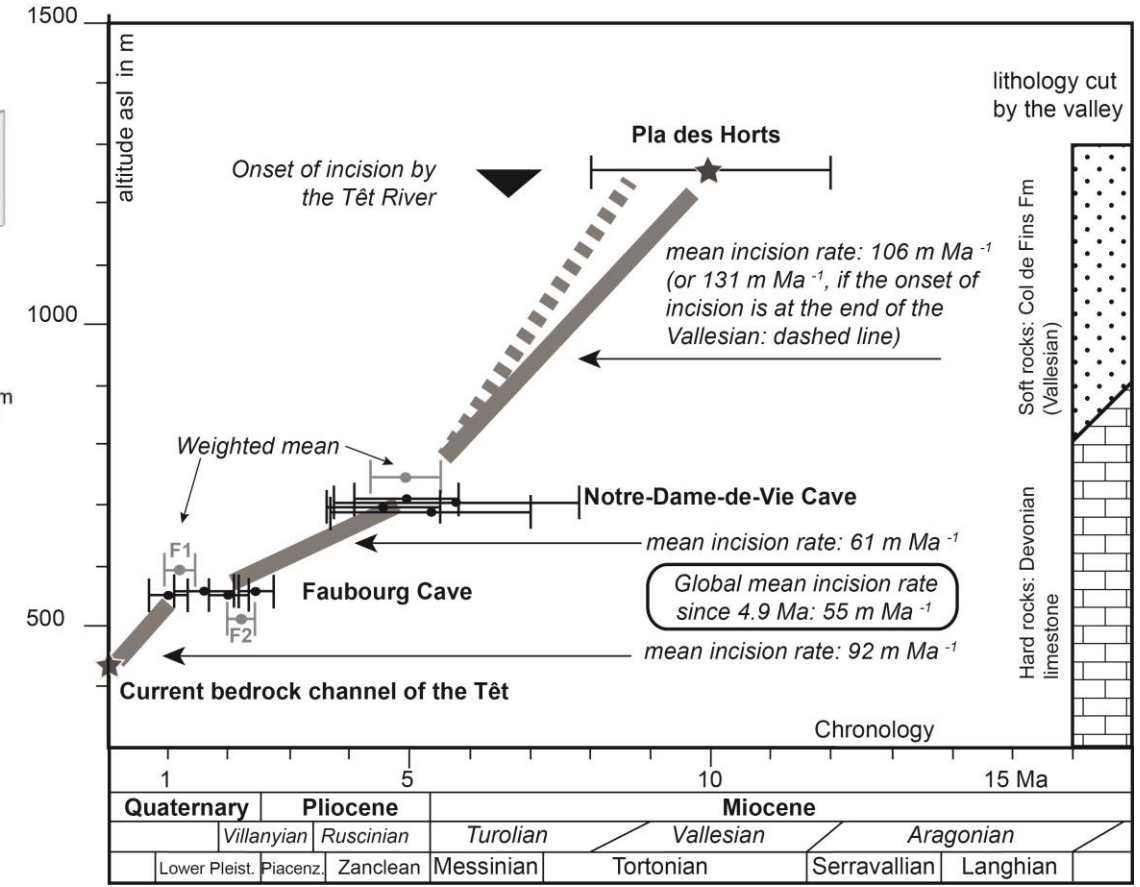 1500
altitude asl in m
lithology cut
by the valley
Pla des Horts
Onset of incision by
the Têt River
mean incision rate: 106 m Ma -1
(or 131 m Ma -1, if the onset of
incision is at the end of the
Vallesian: dashed line)
Soft rocks: Col de Fins Fm
(Vallesian)
1000
m
Weighted mean
Notre-Dame-de-Vie Cave
mean incision rate: 61 m Ma -1
F1
Faubourg Cave
Global mean incision rate
since 4.9 Ma: 55 m Ma -1
500
F2
mean incision rate: 92 m Ma -1
Hard rocks: Devonian
limestone
Current bedrock channel of the Têt
Chronology
1 5 10 15 Ma
Quaternary Pliocene Miocene
Villanyian Ruscinian Turolian Vallesian Aragonian
Lower Pleist. Piacenz. Zanclean Messinian Tortonian Serravallian Langhian